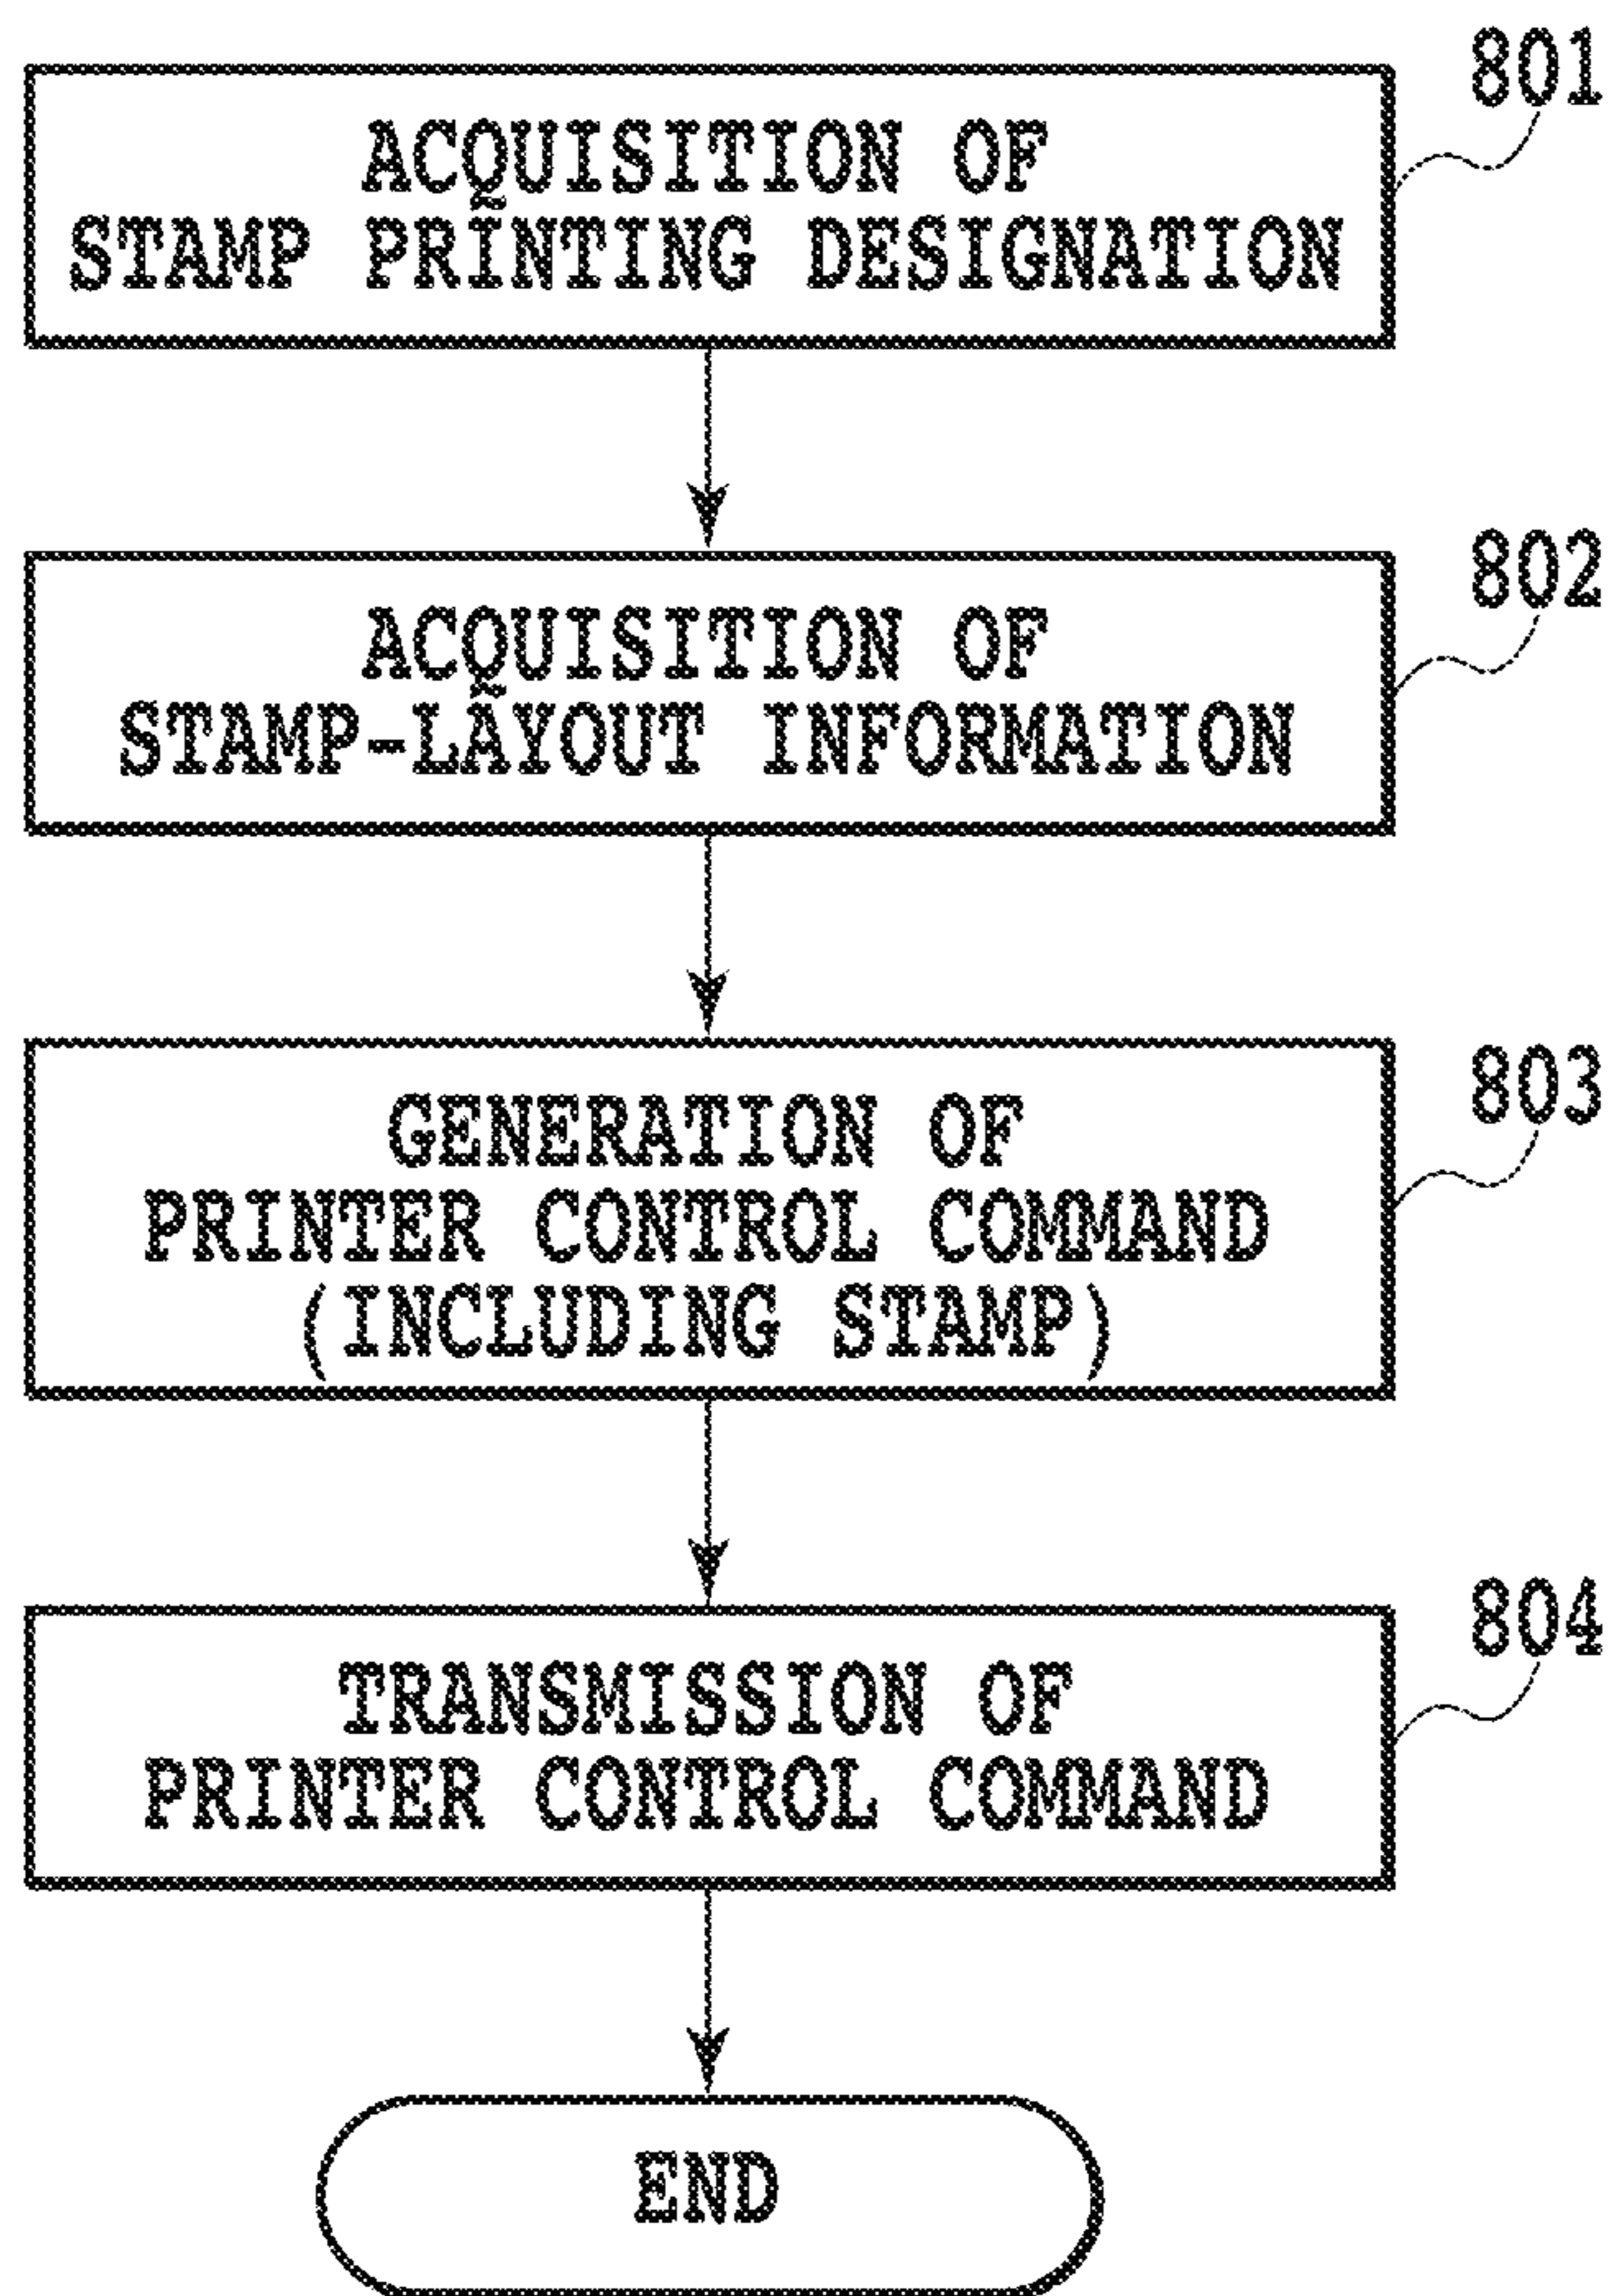 801
ACQUISITION OF
STAMP PRINTING DESIGNATION
802
ACQUISITION OF
STAMP-LAYOUT INFORMATION
803
GENERATION OF
PRINTER CONTROL COMMAND
(INCLUDING STAMP)
804
TRANSMISSION OF
PRINTER CONTROL COMMAND
END